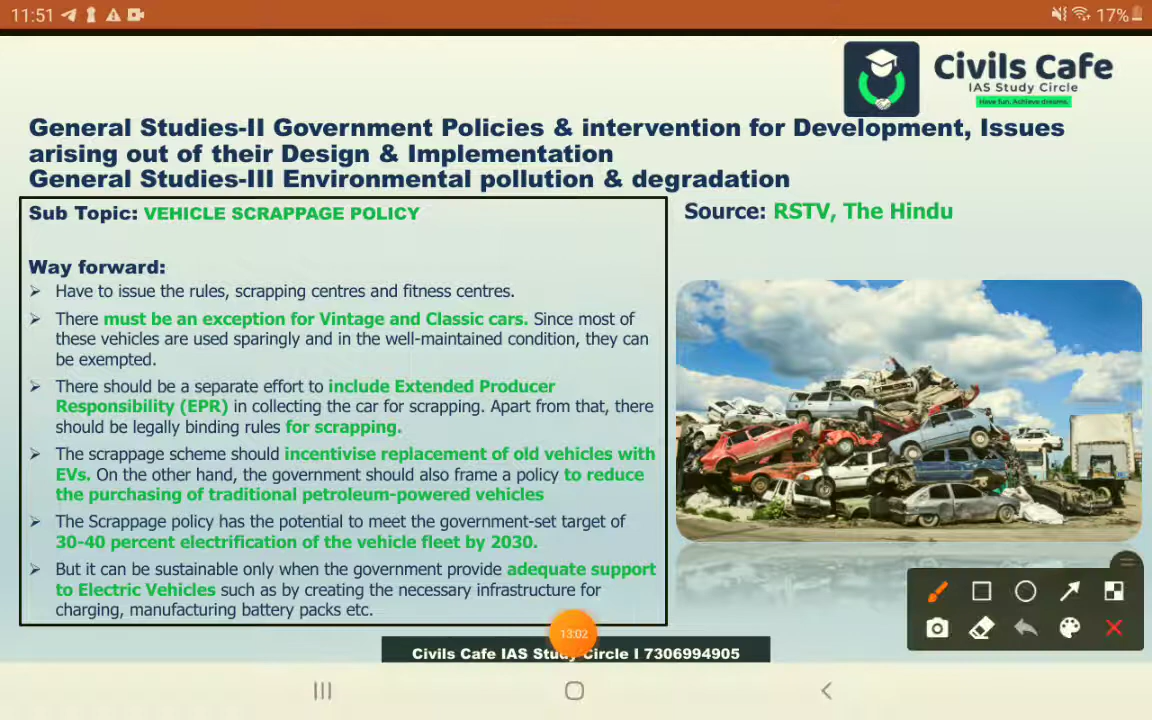 11:51
17%
Civils Cafe
IAS Study Circle
Have fun. Achieve dreams.
General Studies-II Government Policies & intervention for Development, Issues
arising out of their Design & Implementation
General Studies-III Environmental pollution & degradation
Sub Topic: VEHICLE SCRAPPAGE POLICY
Source: RSTV, The Hindu
Way forward:
Have to issue the rules, scrapping centres and fitness centres.
There must be an exception for Vintage and Classic cars. Since most of
these vehicles are used sparingly and in the well-maintained condition, they can
be exempted.
There should be a separate effort to include Extended Producer
Responsibility (EPR) in collecting the car for scrapping. Apart from that, there
should be legally binding rules for scrapping.
The scrappage scheme should incentivise replacement of old vehicles with
EVs. On the other hand, the government should also frame a policy to reduce
the purchasing of traditional petroleum-powered vehicles
The Scrappage policy has the potential to meet the government-set target of
30-40 percent electrification of the vehicle fleet by 2030.
But it can be sustainable only when the government provide adequate support
to Electric Vehicles such as by creating the necessary infrastructure for
charging, manufacturing battery packs etc.
13:02
Civils Cafe IAS Study Circle I 7306994905